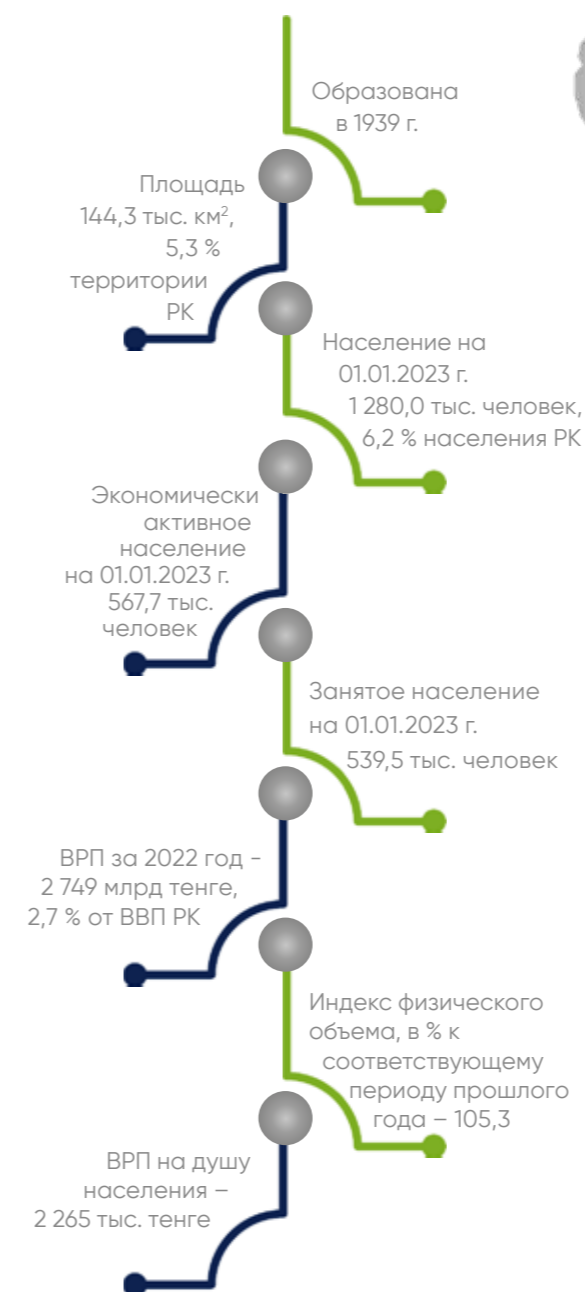 Образована
в 1939 г.
Площадь
144,3 тыс. км²,
5,3 %
территории
РК
Население на
01.01.2023 г.
1 280,0 тыс. человек,
6,2 % населения РК
Экономически
активное
население
на 01.01.2023 г.
567,7 тыс.
человек
Занятое население
на 01.01.2023 г.
539,5 тыс. человек
ВРП за 2022 год -
2 749 млрд тенге,
2,7 % от ВВП РК
Индекс физического
объема, в % к
соответствующему
периоду прошлого
года – 105,3
ВРП на душу
населения –
2 265 тыс. тенге